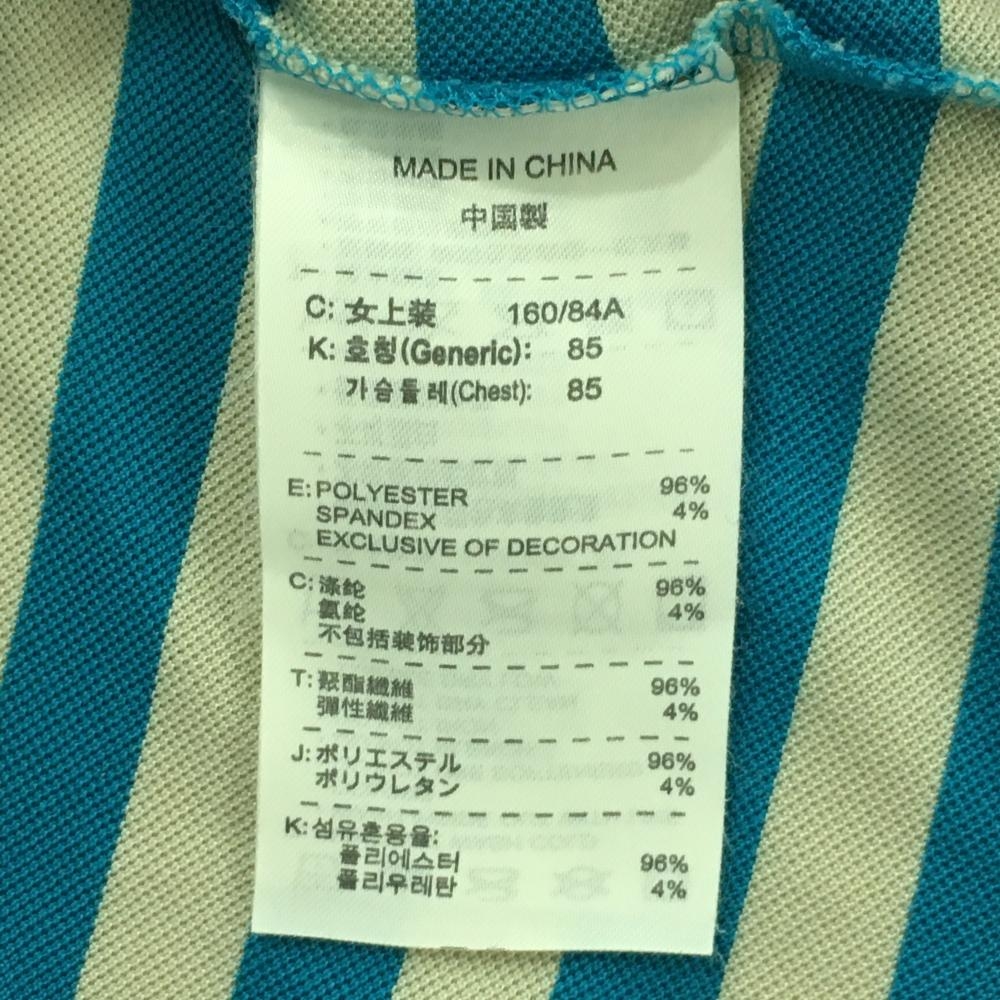 MADE IN CHINA
中国製
C: 女上装 160/84A
K: 호칭(Generic): 85
가슴둘레(Chest): 85
E: POLYESTER 96%
SPANDEX 4%
EXCLUSIVE OF DECORATION
C: 涤纶 96%
氨纶 4%
不包括装饰部分
T: 聚酯纖維 96%
彈性纖維 4%
J: ポリエステル 96%
ポリウレタン 4%
K: 섬유혼용율:
폴리에스터 96%
폴리우레탄 4%